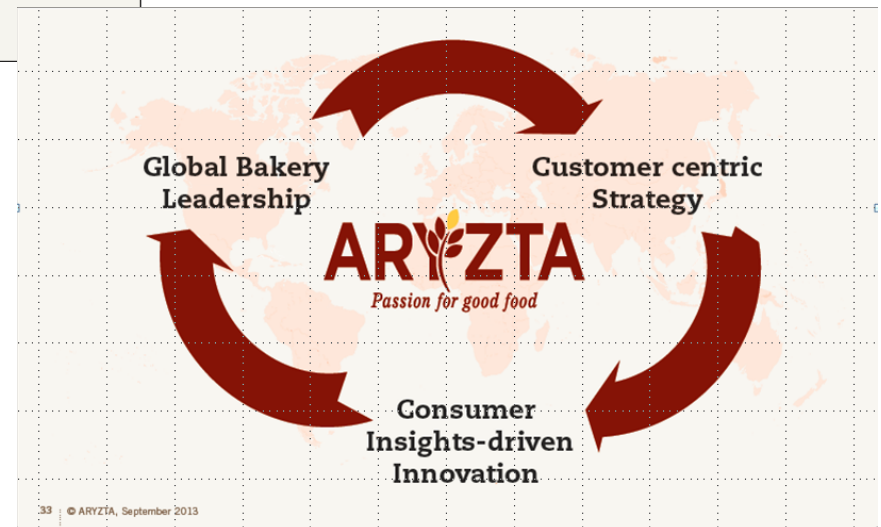 Global Bakery
Leadership
Customer centric
Strategy
ARYZTA
Passion for good food
Consumer
Insights-driven
Innovation
33 © ARYZTA, September 2013